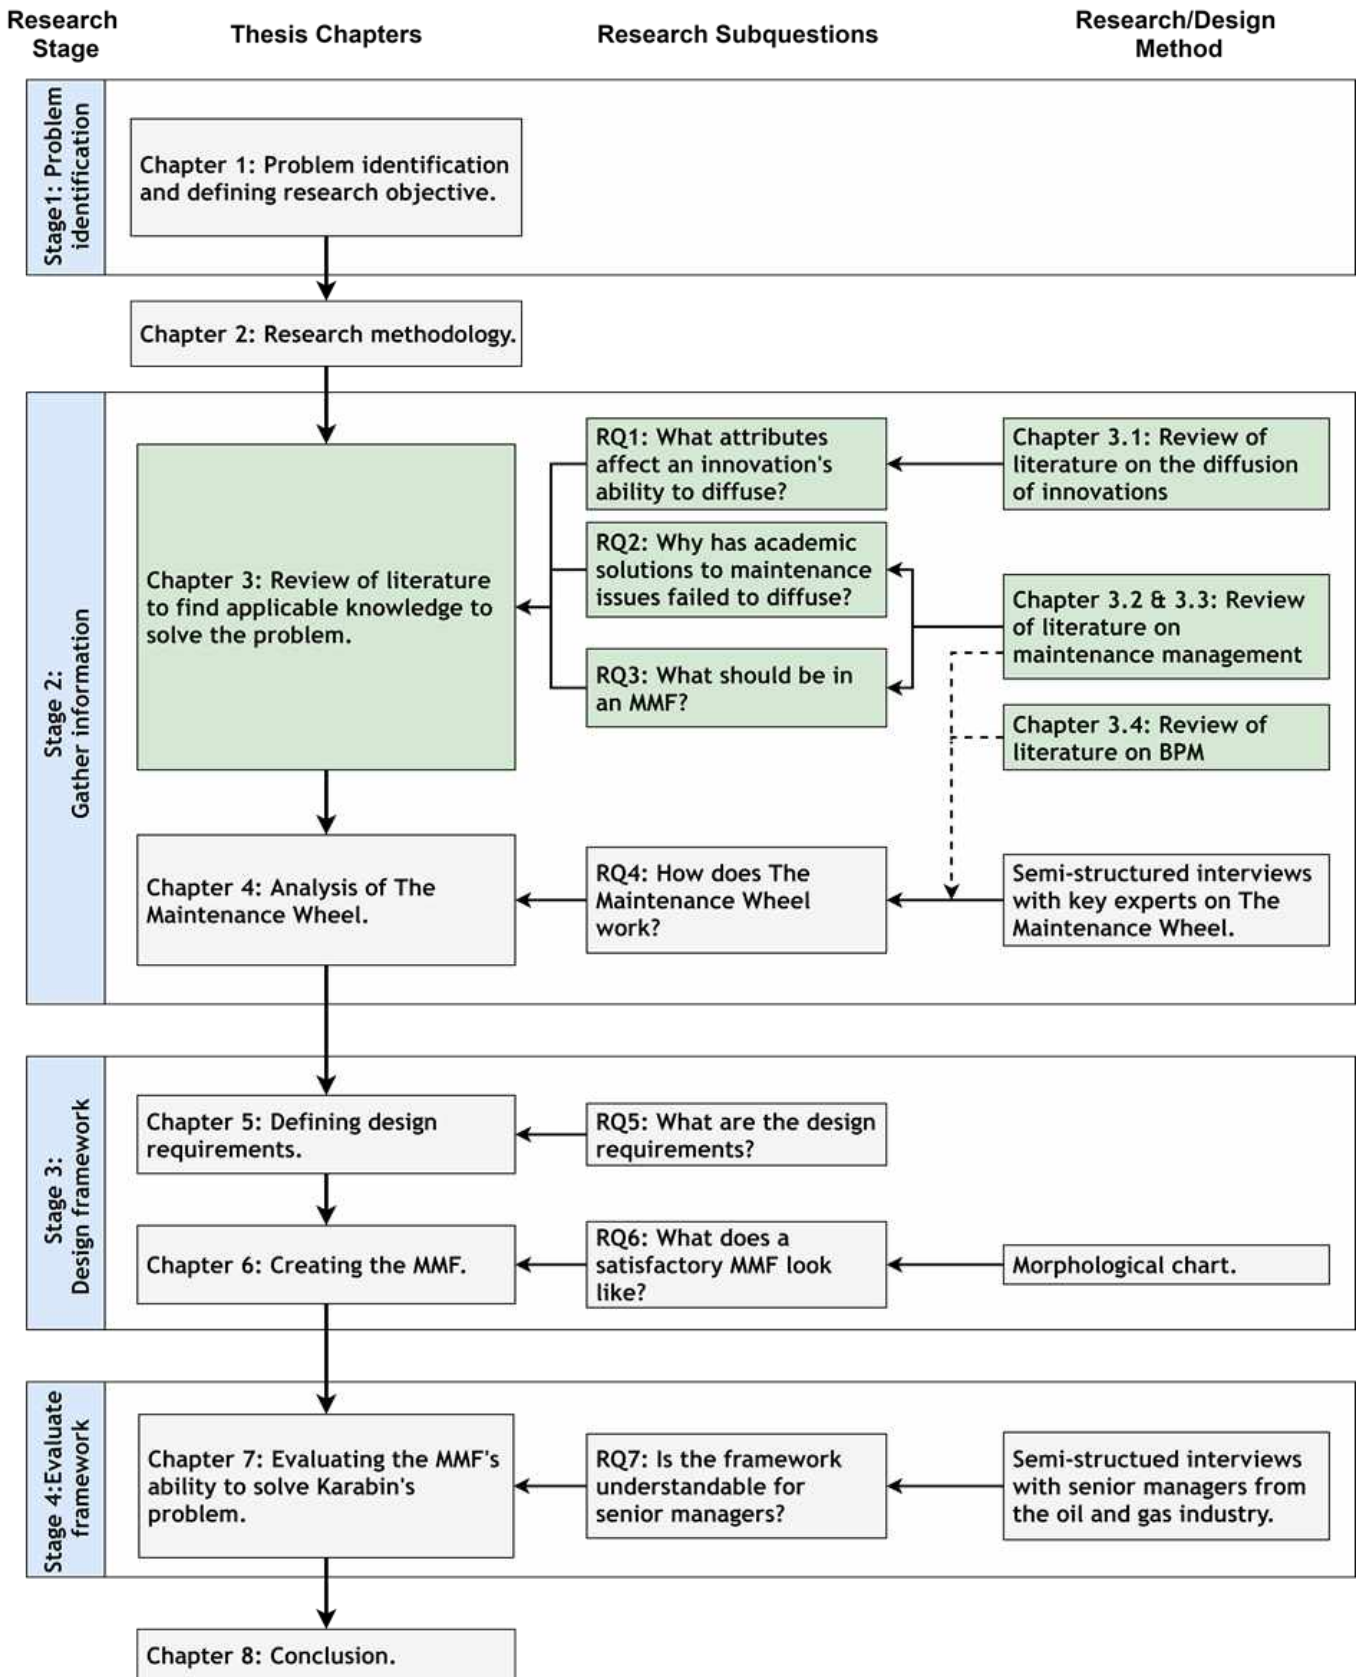 Research
Stage
Thesis Chapters
Research Subquestions
Research/Design
Method
Stage1: Problem
identification
Chapter 1: Problem identification
and defining research objective.
Chapter 2: Research methodology.
Stage 2:
Gather information
Chapter 3: Review of literature
to find applicable knowledge to
solve the problem.
RQ1: What attributes
affect an innovation's
ability to diffuse?
Chapter 3.1: Review of
literature on the diffusion
of innovations
RQ2: Why has academic
solutions to maintenance
issues failed to diffuse?
Chapter 3.2 & 3.3: Review
of literature on
maintenance management
RQ3: What should be in
an MMF?
Chapter 3.4: Review of
literature on BPM
Chapter 4: Analysis of The
Maintenance Wheel.
RQ4: How does The
Maintenance Wheel
work?
Semi-structured interviews
with key experts on The
Maintenance Wheel.
Stage 3:
Design framework
Chapter 5: Defining design
requirements.
RQ5: What are the design
requirements?
Chapter 6: Creating the MMF.
RQ6: What does a
satisfactory MMF look
like?
Morphological chart.
Stage 4:Evaluate
framework
Chapter 7: Evaluating the MMF's
ability to solve Karabin's
problem.
RQ7: Is the framework
understandable for
senior managers?
Semi-structued interviews
with senior managers from
the oil and gas industry.
Chapter 8: Conclusion.